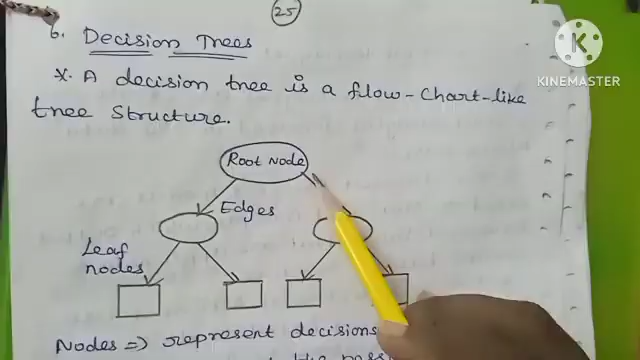 25
6. Decision Trees
x. A decision tree is a flow-chart-like
tree structure.
Root Node
Edges
Leaf
nodes
Nodes => represent decisions
K
KINEMASTER